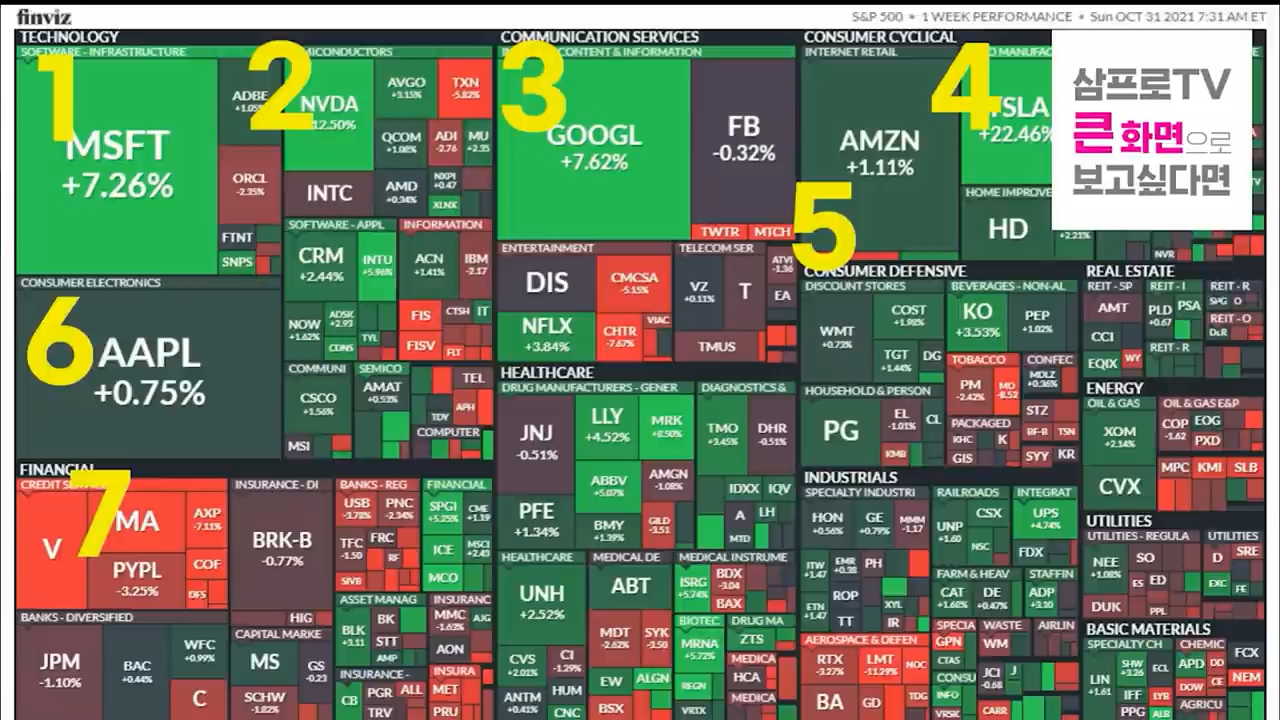 finviz
S&P 500 • 1 WEEK PERFORMANCE • Sun OCT 31 2021 7:31 AM ET
TECHNOLOGY
SOFTWARE - INFRASTRUCTURE
1
MSFT
+7.26%
ADBE
ORCL
-2.35%
FTNT
SNPS
2
NVDA
12.50%
AVGO
+3.15%
TXN
-5.82%
QCOM
+1.08%
ADI
-2.76
MU
+2.35
INTC
AMD
+0.34%
NXPI
+0.47
XLNX
SOFTWARE - APPL
CRM
+2.44%
INTU
+5.96%
NOW
+1.62%
ADSK
+2.93
CDNS
TYL
INFORMATION
ACN
+1.41%
IBM
-2.17
FIS
CTSH
IT
FISV
FLT
CONSUMER ELECTRONICS
6
AAPL
+0.75%
COMMUNI
CSCO
+1.56%
MSI
SEMICO
AMAT
+0.53%
TEL
APH
TDY
COMPUTER
COMMUNICATION SERVICES
CONTENT & INFORMATION
3
GOOGL
+7.62%
FB
-0.32%
TWTR
MTCH
ENTERTAINMENT
DIS
CMCSA
-5.15%
NFLX
+3.84%
CHTR
-7.67%
VIAC
TELECOM SER
VZ
+0.11%
T
TMUS
ATVI
-1.36
EA
CONSUMER CYCLICAL
INTERNET RETAIL
AMZN
+1.11%
4
TSLA
+22.46%
HOME IMPROVE
HD
+2.21%
NVR
삼프로TV
큰 화면으로
보고싶다면
5
CONSUMER DEFENSIVE
DISCOUNT STORES
WMT
+0.73%
COST
+1.92%
TGT
+1.44%
DG
BEVERAGES - NON-AL
KO
+3.53%
PEP
+1.02%
TOBACCO
PM
-2.42%
MO
-8.52
CONFEC
MDLZ
+0.36%
HOUSEHOLD & PERSON
PG
EL
-1.01%
CL
KMB
PACKAGED
KHC
K
GIS
STZ
BF-B
TSN
SYY
KR
REAL ESTATE
REIT - SP
AMT
CCI
EQIX
WY
REIT - I
PLD
+0.67
PSA
REIT - R
REIT - R
SPG
O
REIT - O
DLR
ENERGY
OIL & GAS
XOM
+2.14%
CVX
OIL & GAS E&P
COP
-1.62
EOG
PXD
MPC
KMI
SLB
FINANCIAL
7
V
MA
AXP
-7.11%
PYPL
-3.25%
COF
DFS
INSURANCE - DI
BRK-B
-0.77%
HIG
BANKS - REG
USB
-1.78%
PNC
-2.34%
TFC
-1.50
FRC
RF
SIVB
FINANCIAL
SPGI
+5.25%
CME
+1.19
ICE
MSCI
+2.43
MCO
BANKS - DIVERSIFIED
JPM
-1.10%
BAC
+0.44%
WFC
+0.99%
C
CAPITAL MARKE
MS
GS
-0.23
SCHW
-1.82%
ASSET MANAG
BLK
+3.11
BK
STT
AMP
INSURANC
MMC
-1.63%
AJG
AON
INSURANCE -
CB
PGR
ALL
TRV
INSURA
MET
PRU
HEALTHCARE
DRUG MANUFACTURERS - GENER
JNJ
-0.51%
LLY
+4.52%
MRK
ABBV
+5.07%
AMGN
-1.08%
PFE
+1.34%
BMY
+1.39%
GILD
-3.51
DIAGNOSTICS &
TMO
+3.45%
DHR
-0.51%
IDXX
IQV
A
LH
MTD
HEALTHCARE
UNH
+2.52%
CVS
+2.01%
CI
-1.29%
ANTM
+0.41%
HUM
CNC
MEDICAL DE
ABT
MDT
-2.62%
SYK
-3.50
EW
ALGN
BSX
MEDICAL INSTRUME
ISRG
+5.74%
BDX
-3.04
BAX
BIOTEC
MRNA
+5.72%
REGN
VRTX
DRUG MA
ZTS
MEDICA
HCA
MEDICA
INDUSTRIALS
SPECIALTY INDUSTRI
HON
+0.56%
GE
+0.79%
MMM
-1.17
ITW
+1.47
EMR
+0.38
PH
ROP
ETN
+1.47
TT
XYL
IR
RAILROADS
UNP
+1.60
CSX
NSC
INTEGRAT
UPS
+4.74%
FDX
FARM & HEAV
CAT
+1.68%
DE
+0.47%
STAFFIN
ADP
+3.10
AEROSPACE & DEFEN
RTX
-3.27%
LMT
-11.29%
NOC
BA
GD
TDG
SPECIA
GPN
CTAS
WASTE
WM
AIRLIN
CONSU
INFO
VRSK
JCI
-0.68
J
CARR
UTILITIES
UTILITIES - REGULA
NEE
+1.08%
SO
ES
ED
DUK
PPL
UTILITIES
D
SRE
EXC
FE
BASIC MATERIALS
SPECIALTY CH
LIN
+1.61
SHW
+3.26
ECL
IFF
LYB
PPG
ALB
CHEMIC
APD
DD
CE
DOW
AGRICU
FCX
NEM